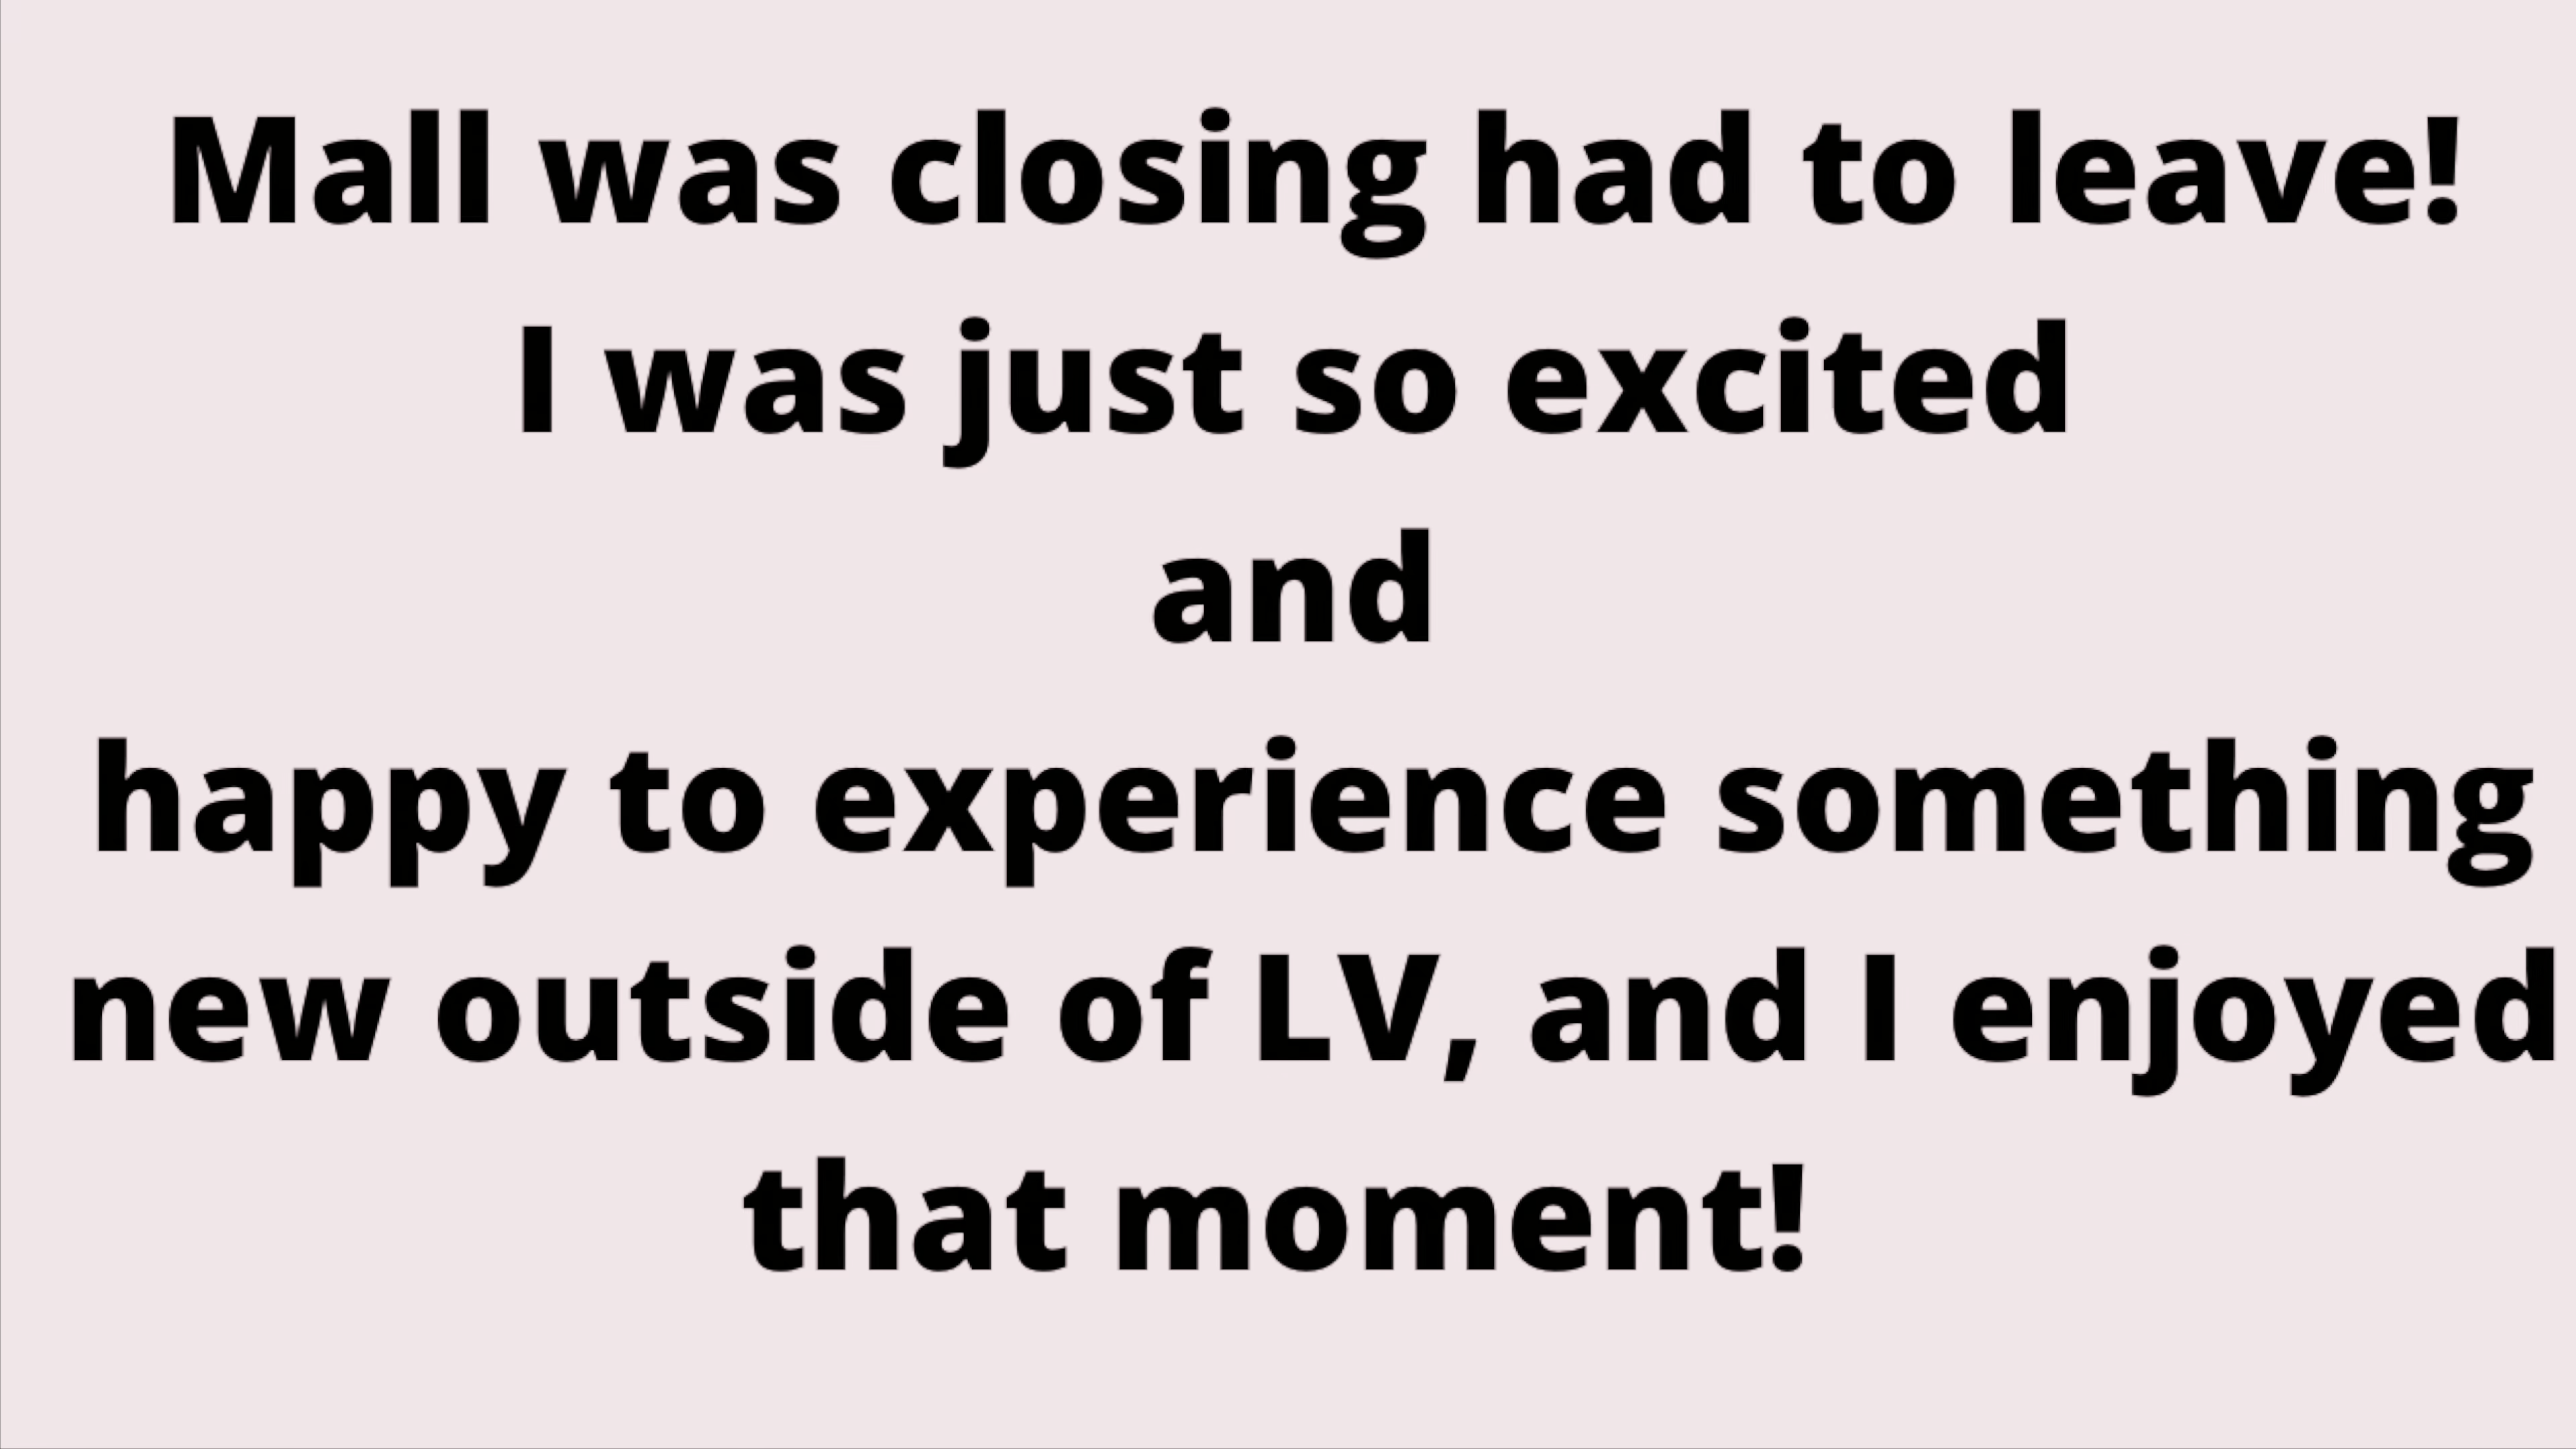 Mall was closing had to leave!
I was just so excited
and
happy to experience something
new outside of LV, and I enjoyed
that moment!